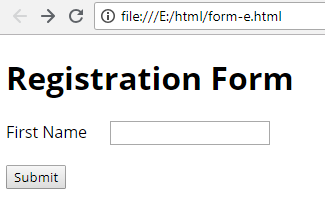 file:///E:/html/form-e.html
Registration Form
First Name
Submit